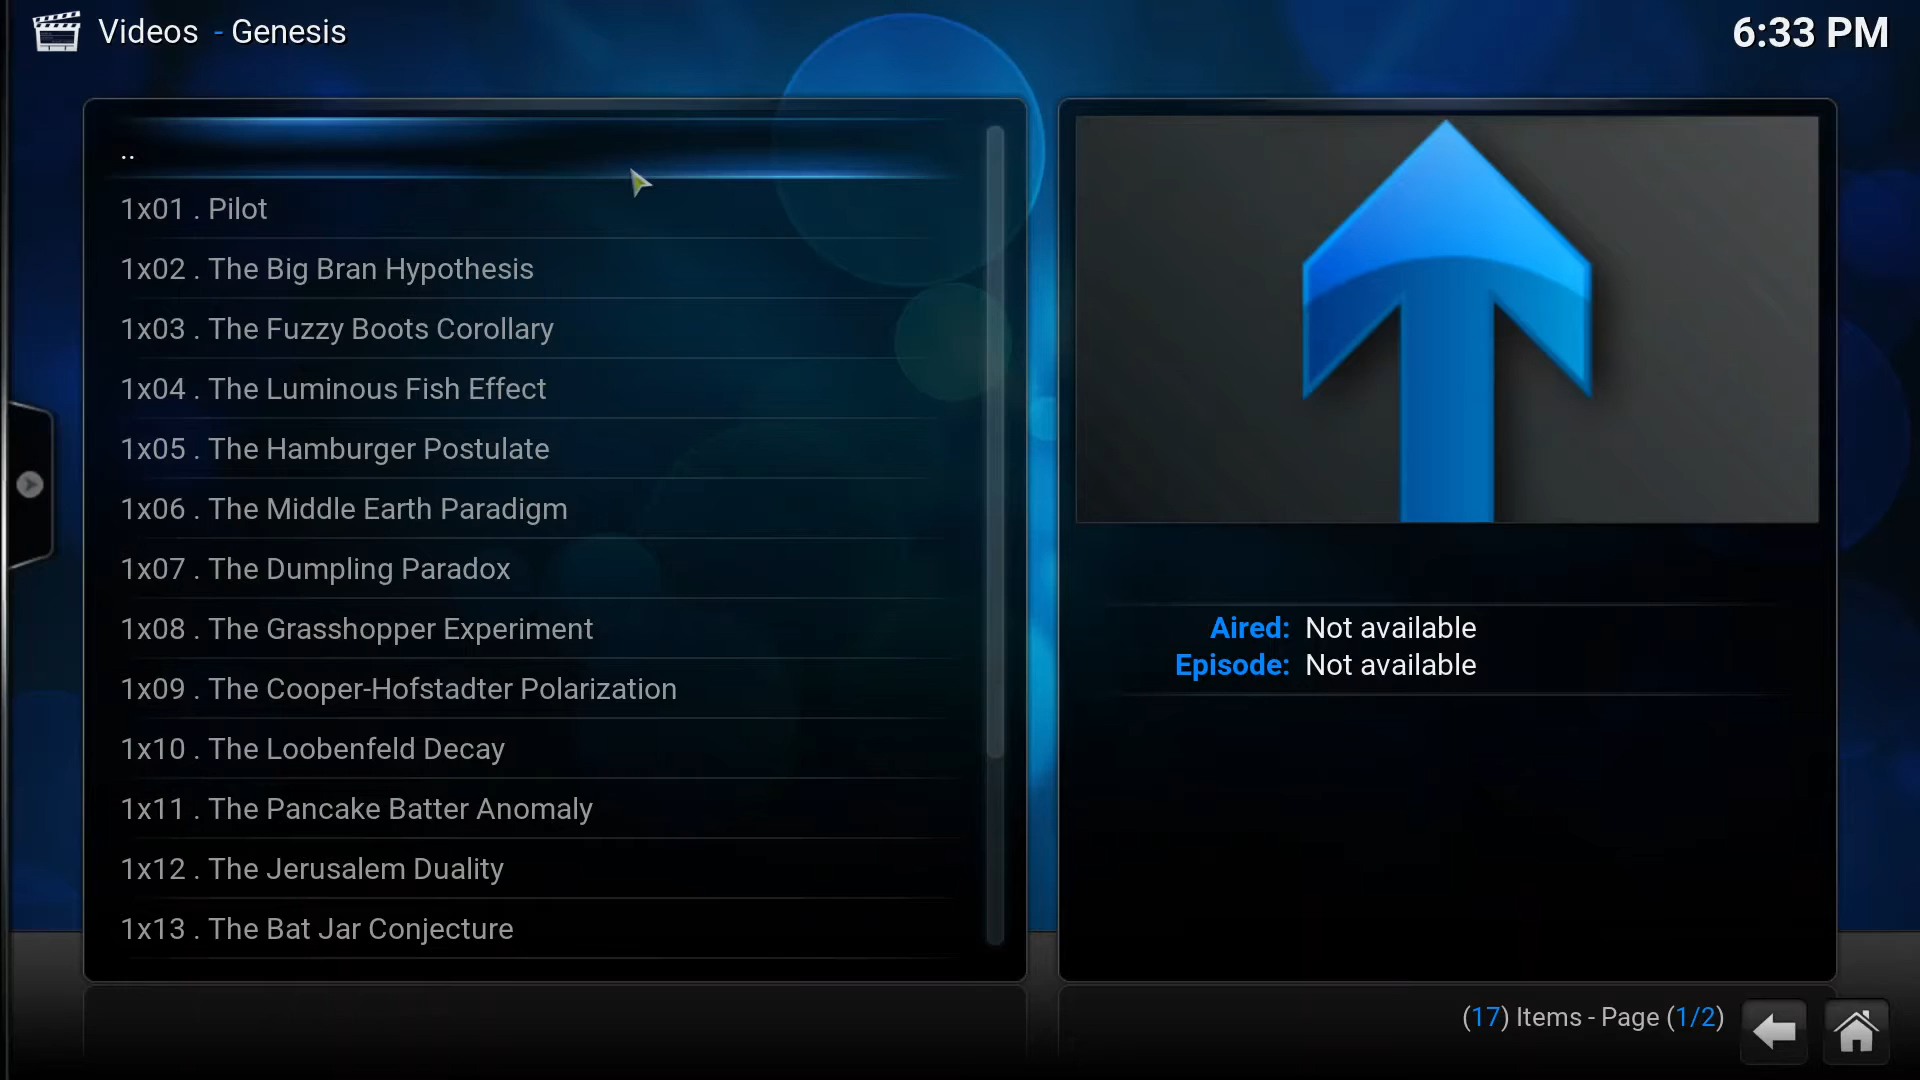 Videos - Genesis
6:33 PM
..
1x01 . Pilot
1x02 . The Big Bran Hypothesis
1x03 . The Fuzzy Boots Corollary
1x04 . The Luminous Fish Effect
1x05 . The Hamburger Postulate
1x06 . The Middle Earth Paradigm
1x07 . The Dumpling Paradox
1x08 . The Grasshopper Experiment
1x09 . The Cooper-Hofstadter Polarization
1x10 . The Loobenfeld Decay
1x11 . The Pancake Batter Anomaly
1x12 . The Jerusalem Duality
1x13 . The Bat Jar Conjecture
Aired: Not available
Episode: Not available
(17) Items - Page (1/2)